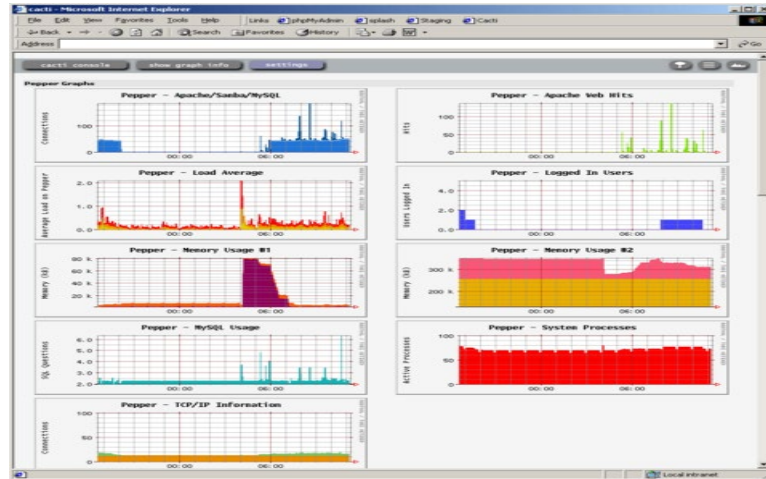 cacti - Microsoft Internet Explorer
File Edit View Favorites Tools Help Links phpMyAdmin splash Staging Cacti
Back Search Favorites History
Address Go
cacti console show graph info settings
Pepper Graphs
Pepper - Apache/Samba/MySQL
Connections
100
0
00:00 06:00
Pepper - Apache Web Hits
Hits
100
50
0
00:00 06:00
Pepper - Load Average
Average Load on Pepper
2.0
1.0
0.0
00:00 06:00
Pepper - Logged In Users
Users Logged In
4.0
2.0
0.0
00:00 06:00
Pepper - Memory Usage #1
Memory (kB)
80 k
60 k
40 k
20 k
00:00 06:00
Pepper - Memory Usage #2
Memory (kB)
300 k
200 k
00:00 06:00
Pepper - MySQL Usage
SQL Questions
6.0
5.0
4.0
3.0
2.0
00:00 06:00
Pepper - System Processes
Active Processes
100
50
0
00:00 06:00
Pepper - TCP/IP Information
Connections
100
50
0
00:00 06:00
Local intranet